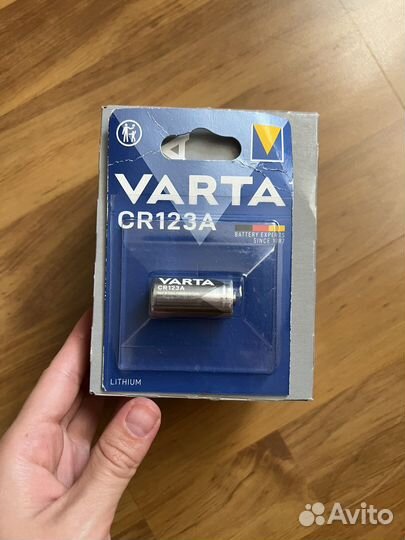 VARTA
CR123A
BATTERY EXPERTS
SINCE 1887
VARTA
CR123A
LITHIUM
Avito